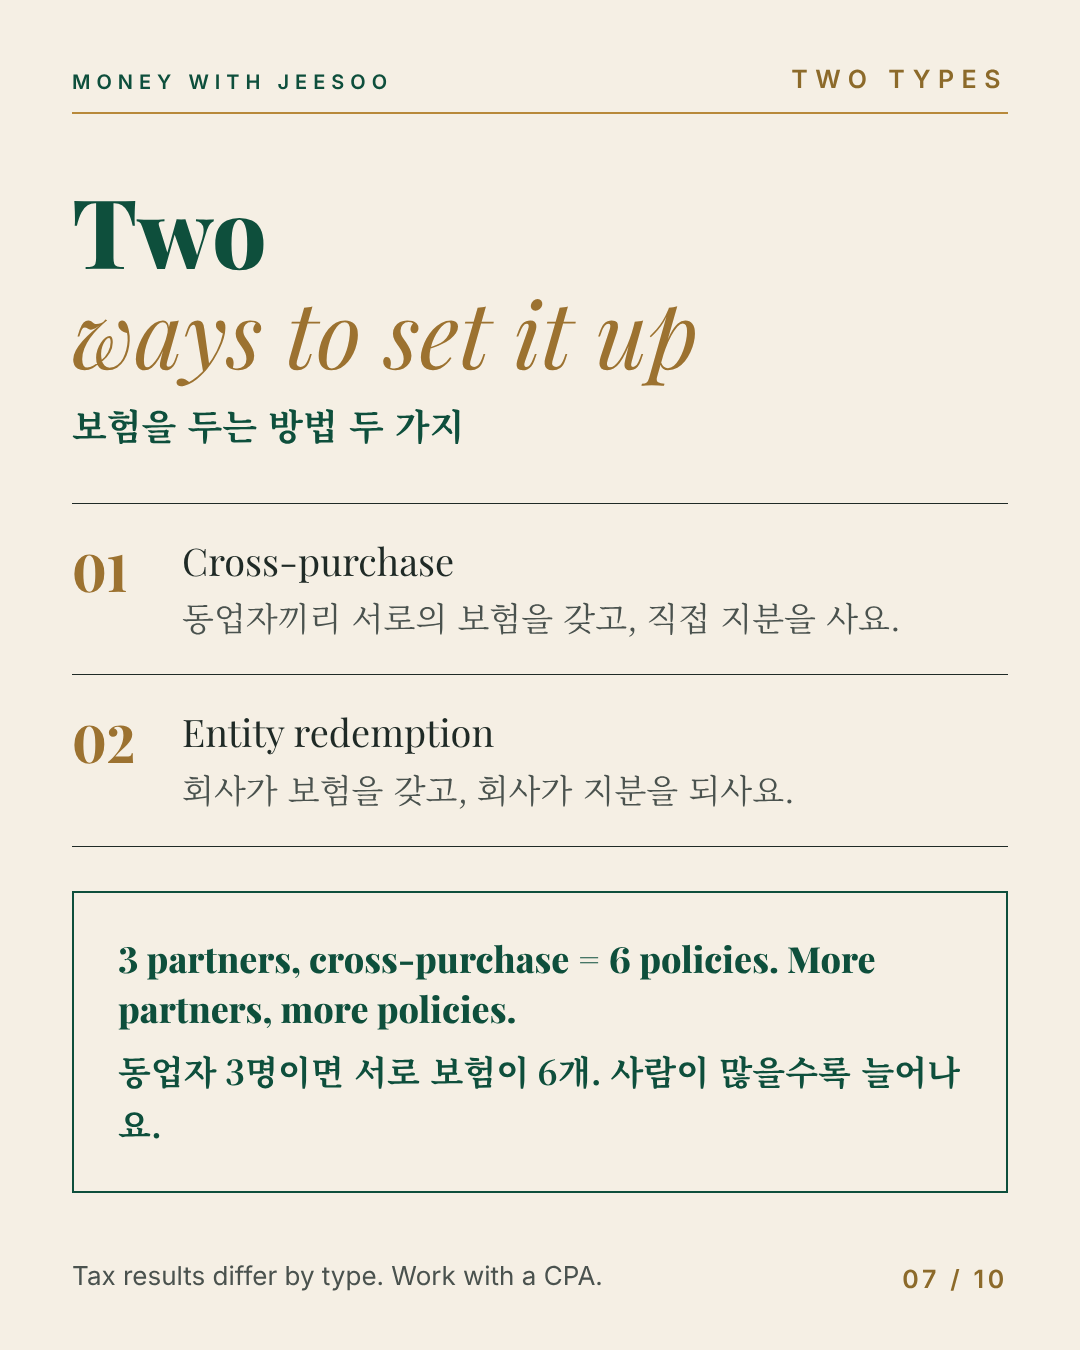 MONEY WITH JEESOO
TWO TYPES
Two
ways to set it up
보험을 두는 방법 두 가지
01
Cross-purchase
동업자끼리 서로의 보험을 갖고, 직접 지분을 사요.
02
Entity redemption
회사가 보험을 갖고, 회사가 지분을 되사요.
3 partners, cross-purchase = 6 policies. More
partners, more policies.
동업자 3명이면 서로 보험이 6개. 사람이 많을수록 늘어나
요.
Tax results differ by type. Work with a CPA.
07 / 10